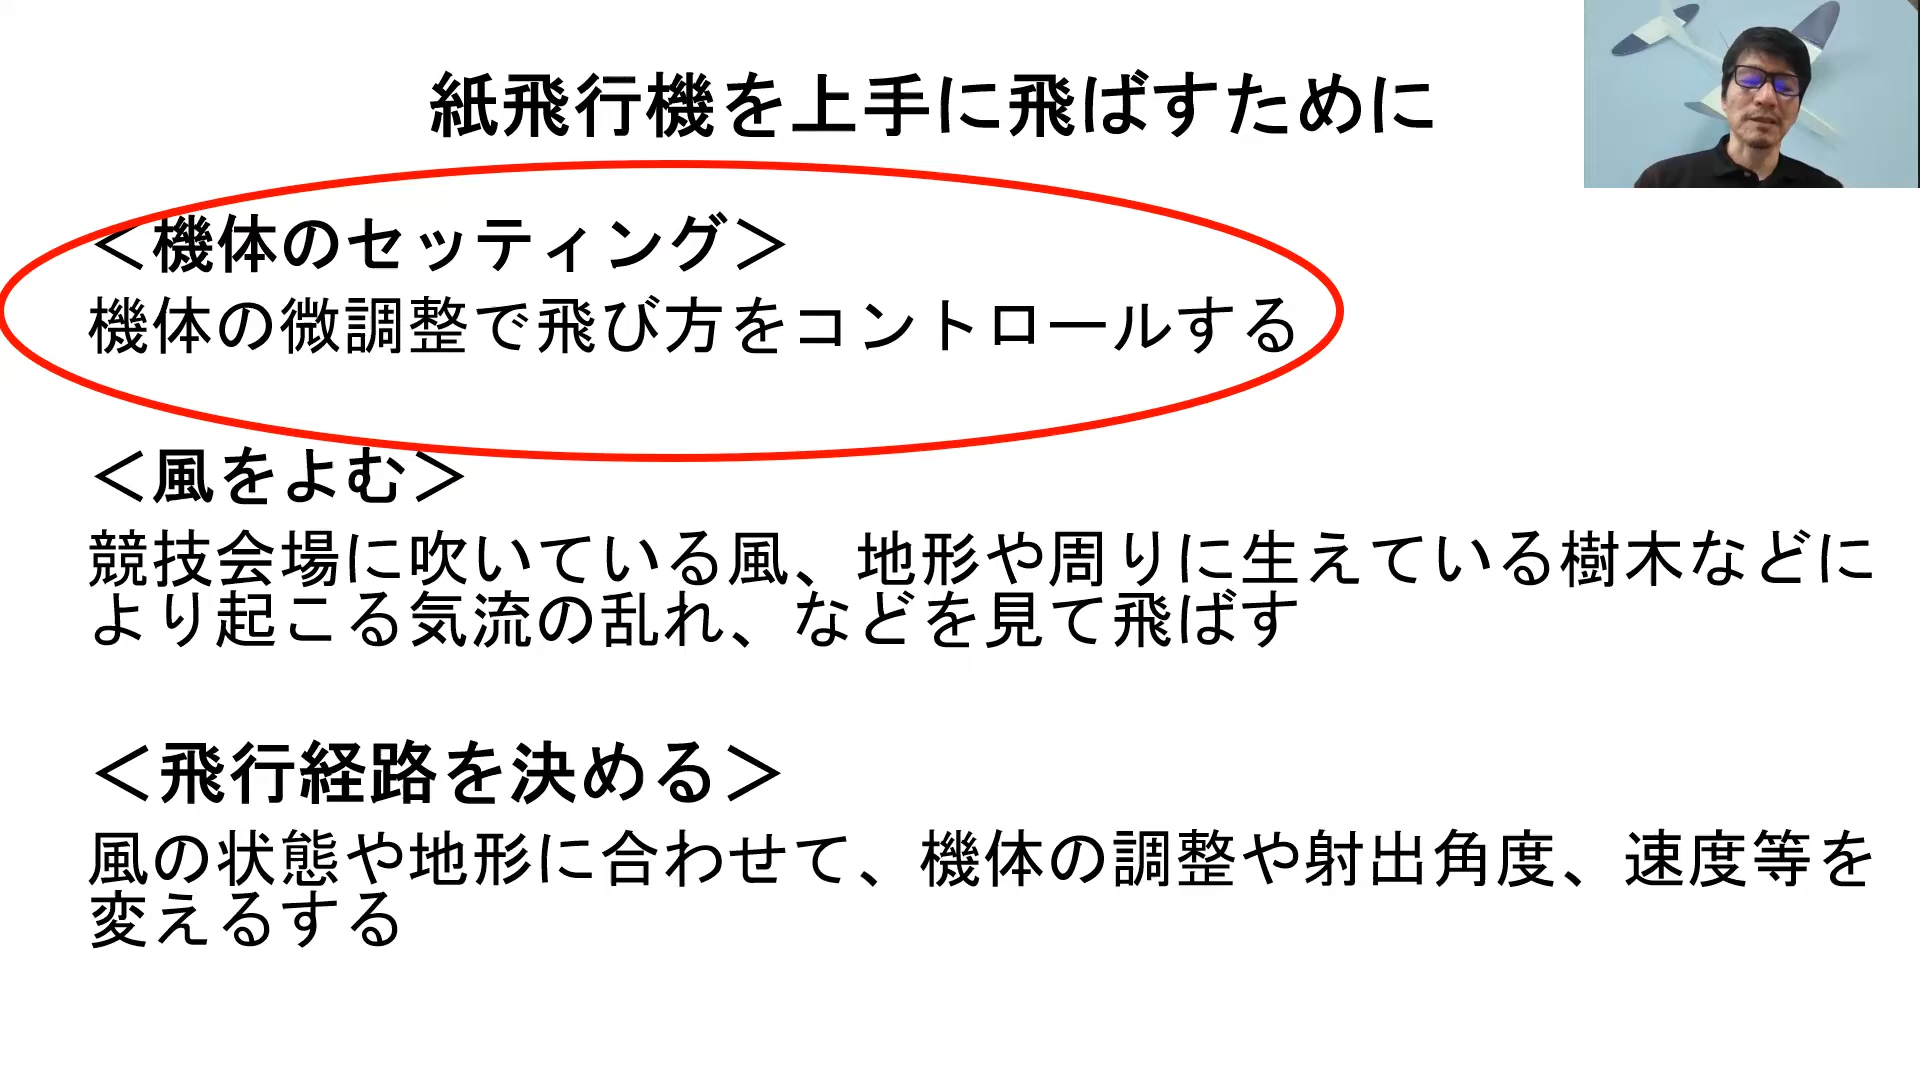 紙飛行機を上手に飛ばすために
＜機体のセッティング＞
機体の微調整で飛び方をコントロールする
＜風をよむ＞
競技会場に吹いている風、地形や周りに生えている樹木などに
より起こる気流の乱れ、などを見て飛ばす
＜飛行経路を決める＞
風の状態や地形に合わせて、機体の調整や射出角度、速度等を
変えるする